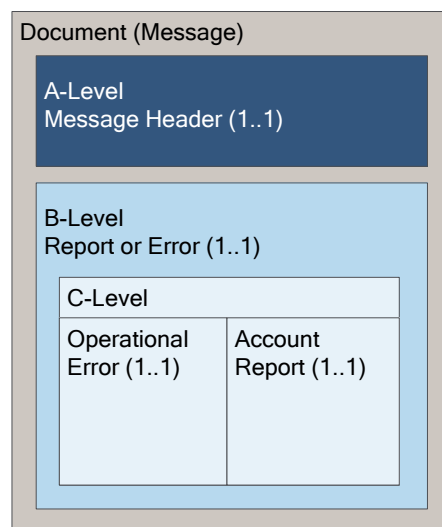 Document (Message)
A-Level
Message Header (1..1)
B-Level
Report or Error (1..1)
C-Level
Operational
Error (1..1)
Account
Report (1..1)